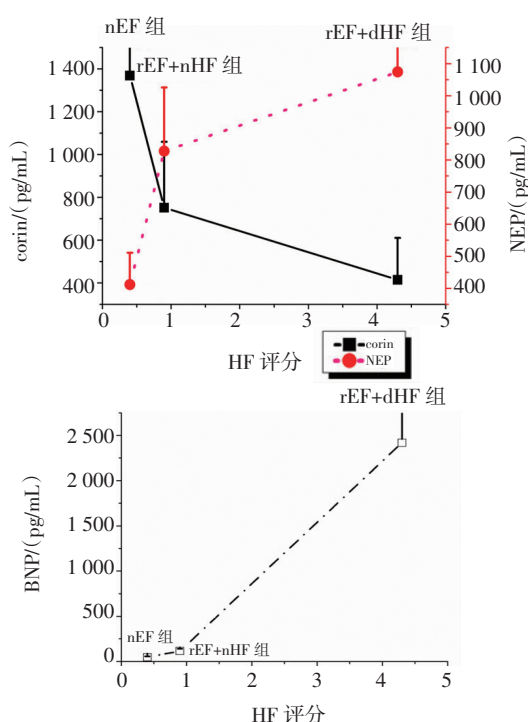 nEF 组
rEF+nHF 组
rEF+dHF 组
corin/(pg/mL)
1 400
1 200
1 000
800
600
400
NEP/(pg/mL)
1 100
1 000
900
800
700
600
500
400
0 1 2 3 4 5
HF 评分
corin
NEP
rEF+dHF 组
BNP/(pg/mL)
2 500
2 000
1 500
1 000
500
0
nEF 组
rEF+nHF 组
0 1 2 3 4 5
HF 评分